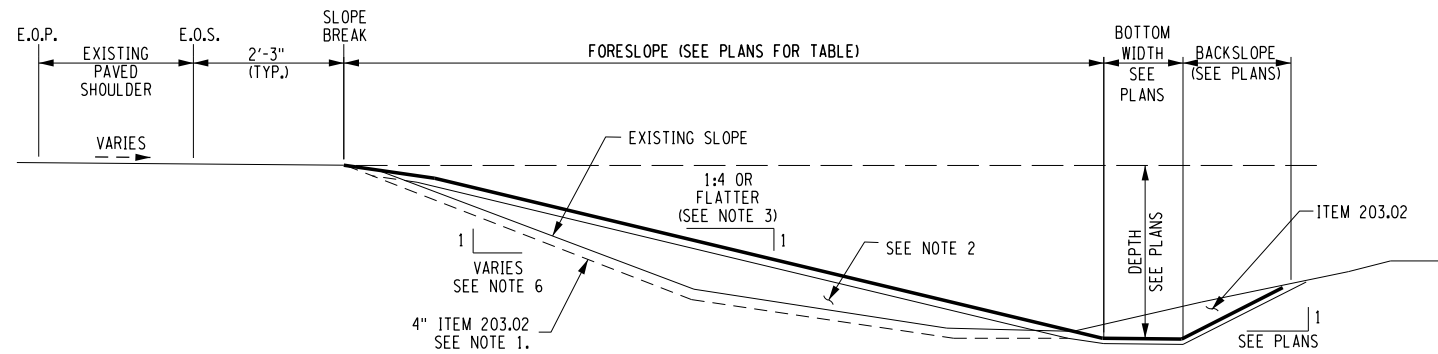 E.O.P.
EXISTING
PAVED
SHOULDER
E.O.S.
2'-3"
(TYP.)
SLOPE
BREAK
FORESLOPE (SEE PLANS FOR TABLE)
BOTTOM
WIDTH
SEE
PLANS
BACKSLOPE
(SEE PLANS)
VARIES
EXISTING SLOPE
1:4 OR
FLATTER
(SEE NOTE 3)
1
ITEM 203.02
1
VARIES
SEE NOTE 6
SEE NOTE 2
DEPTH
SEE PLANS
4" ITEM 203.02
SEE NOTE 1.
1
SEE PLANS